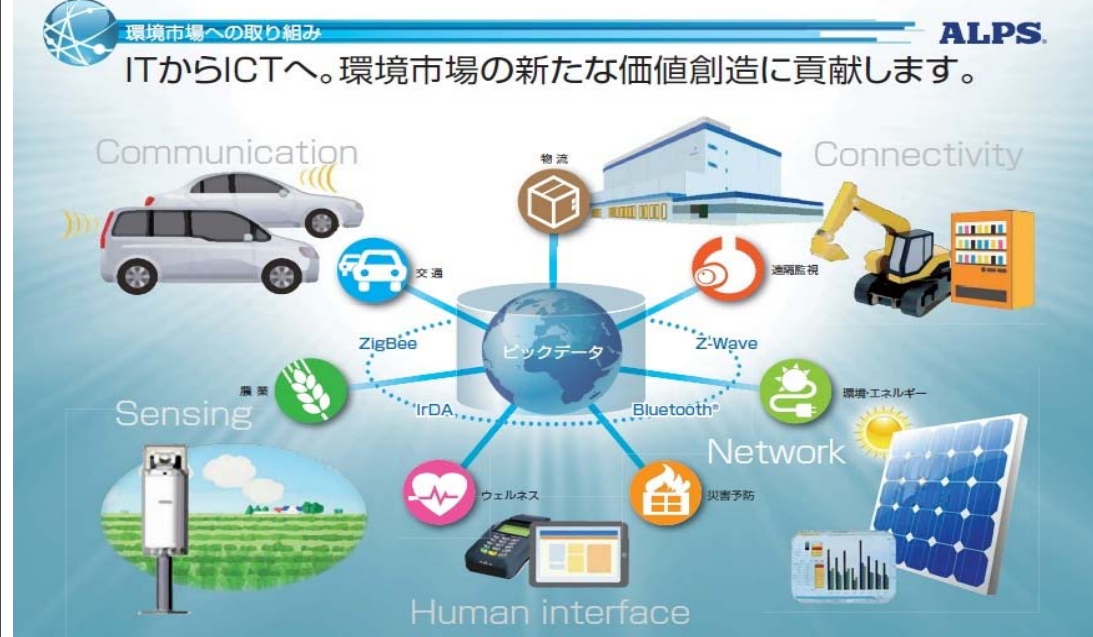 環境市場への取り組み
ALPS.
ITからICTへ。環境市場の新たな価値創造に貢献します。
Communication
物流
Connectivity
交通
遠隔監視
ZigBee
ビックデータ
Z-Wave
農業
環境・エネルギー
IrDA
Bluetooth®
Sensing
Network
ウェルネス
災害予防
Human interface